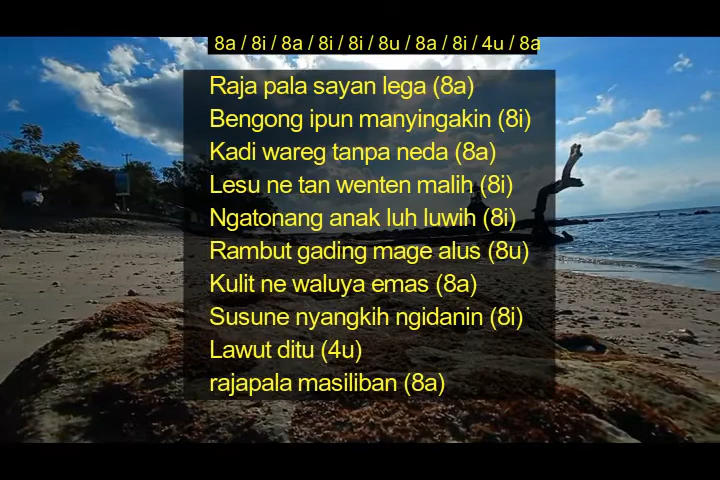 8a / 8i / 8a / 8i / 8i / 8u / 8a / 8i / 4u / 8a
Raja pala sayan lega (8a)
Bengong ipun manyingakin (8i)
Kadi wareg tanpa neda (8a)
Lesu ne tan wenten malih (8i)
Ngatonang anak luh luwih (8i)
Rambut gading mage alus (8u)
Kulit ne waluya emas (8a)
Susune nyangkih ngidanin (8i)
Lawut ditu (4u)
rajapala masiliban (8a)